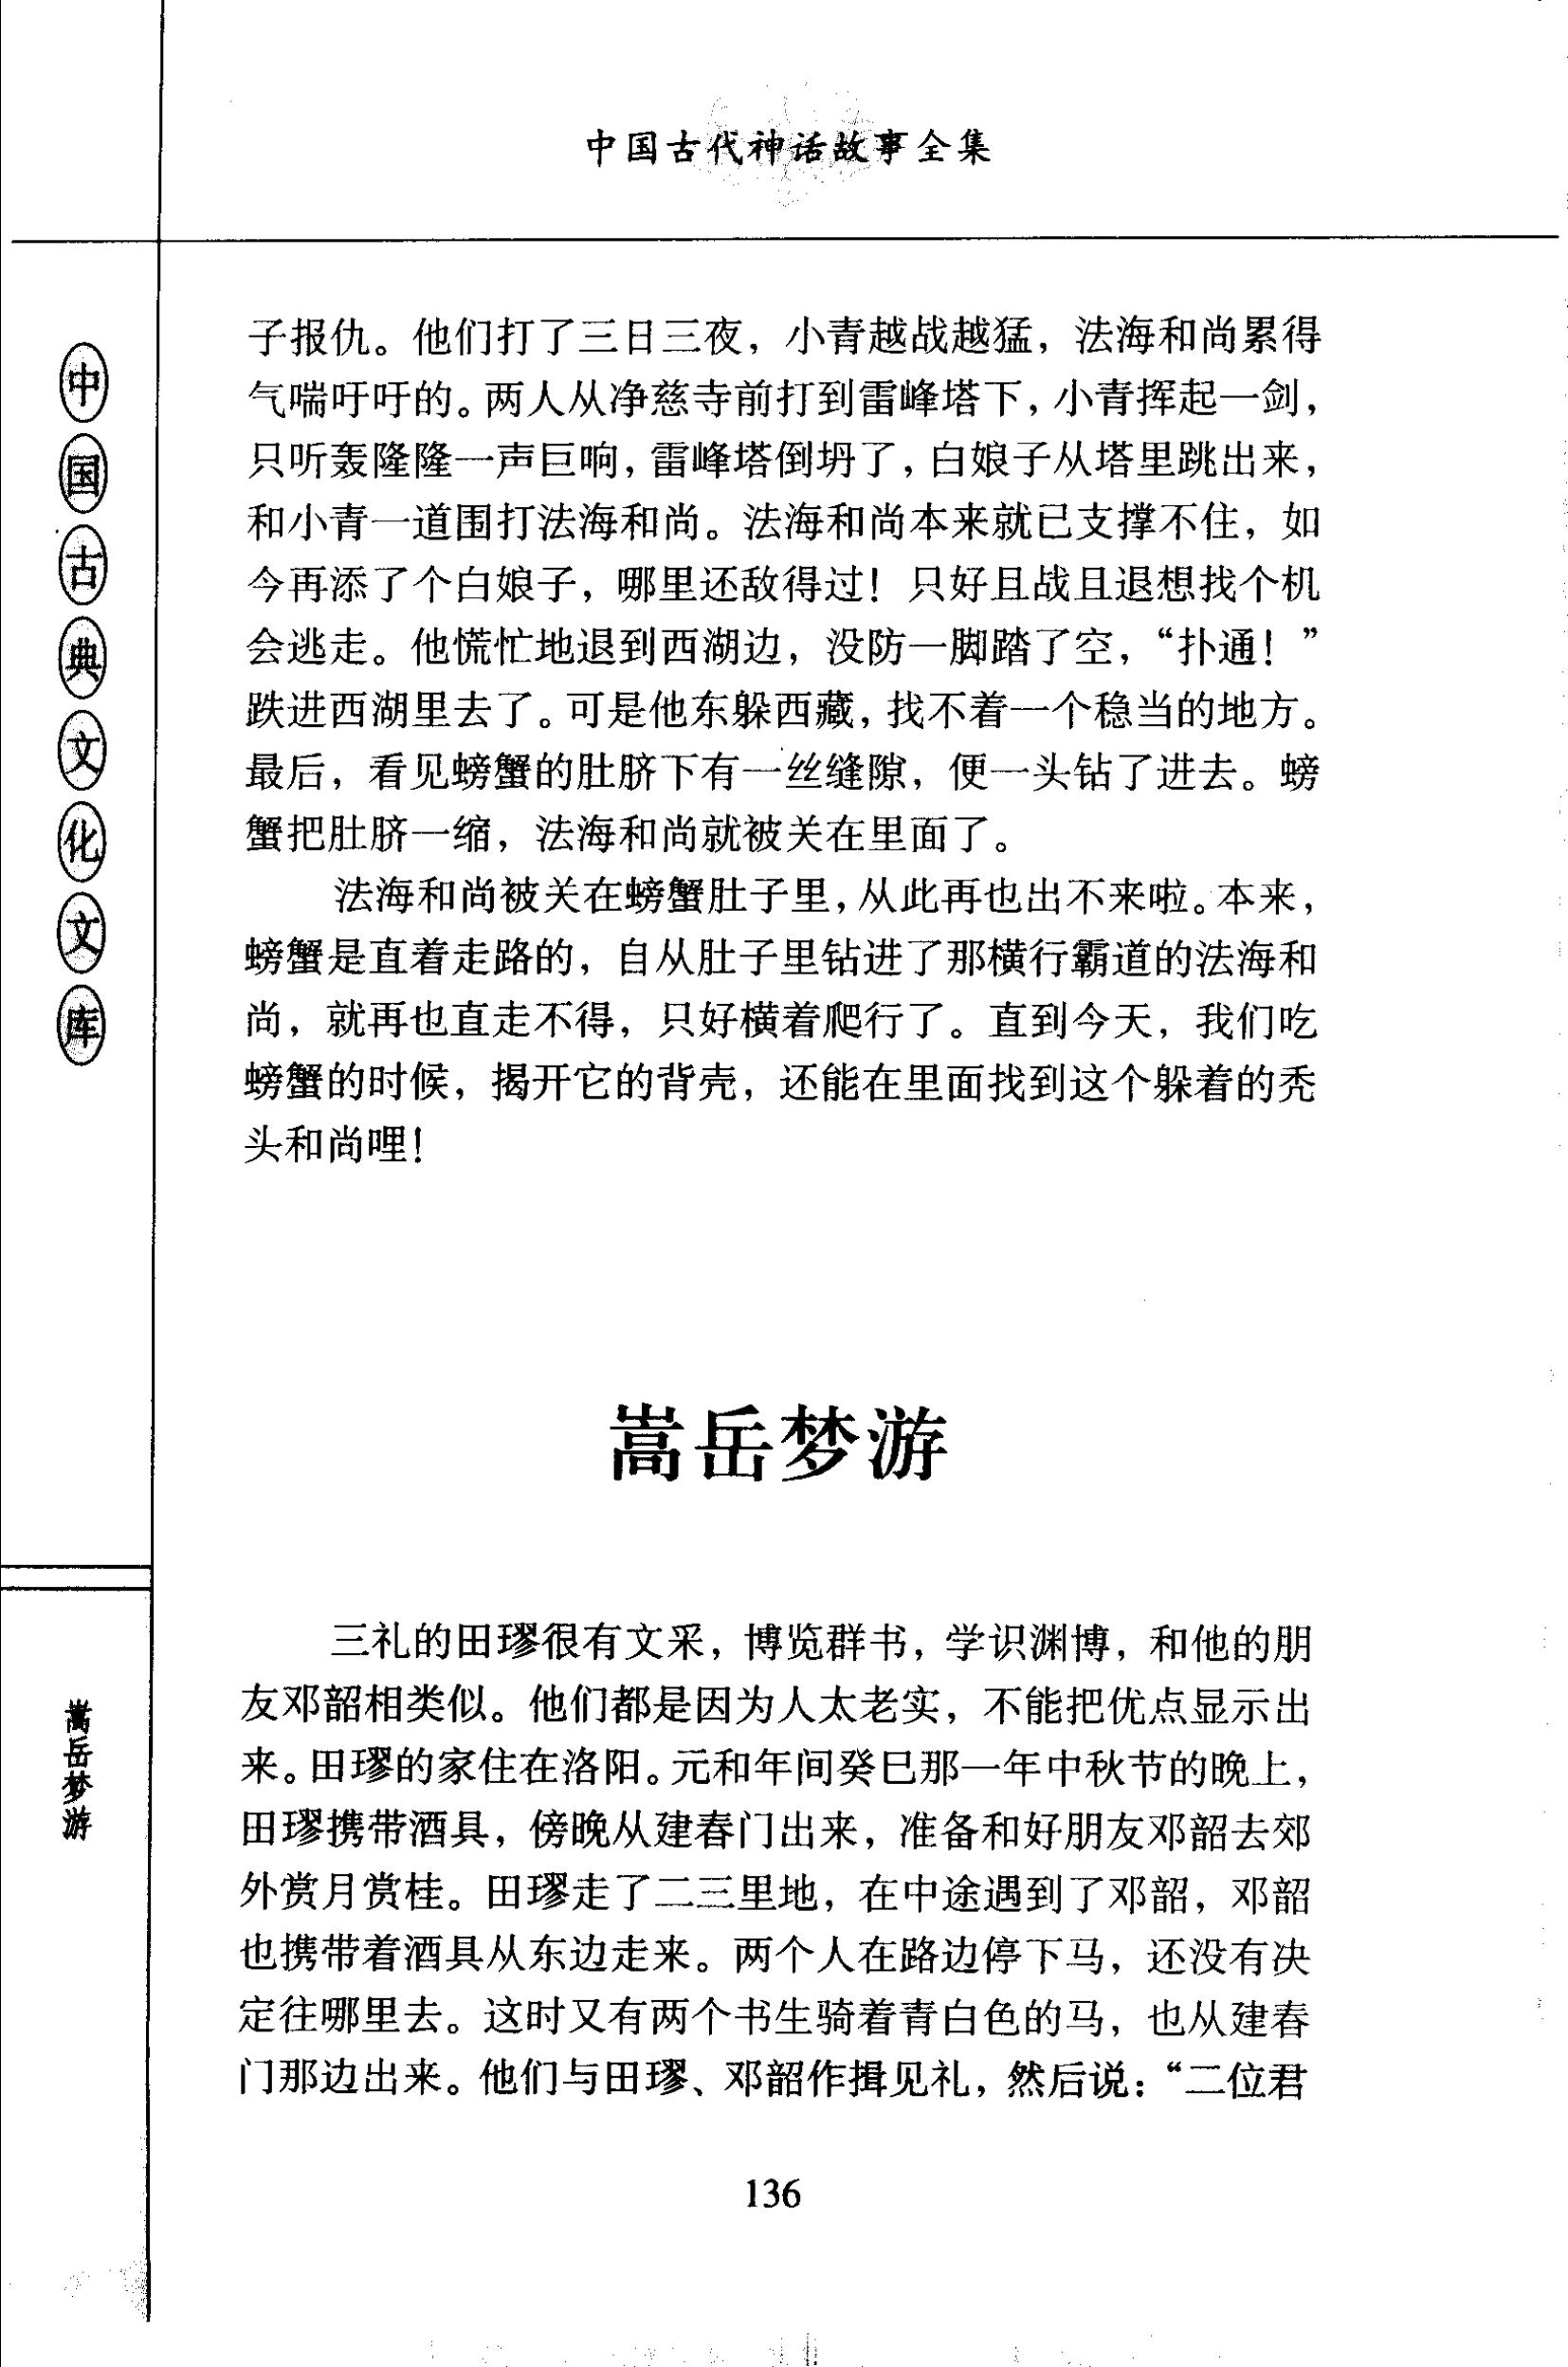 中国古代神话故事全集
中国古典文化文库
子报仇。他们打了三日三夜，小青越战越猛，法海和尚累得
气喘吁吁的。两人从净慈寺前打到雷峰塔下，小青挥起一剑，
只听轰隆隆一声巨响，雷峰塔倒坍了，白娘子从塔里跳出来，
和小青一道围打法海和尚。法海和尚本来就已支撑不住，如
今再添了个白娘子，哪里还敌得过！只好且战且退想找个机
会逃走。他慌忙地退到西湖边，没防一脚踏了空，“扑通！”
跌进西湖里去了。可是他东躲西藏，找不着一个稳当的地方。
最后，看见螃蟹的肚脐下有一丝缝隙，便一头钻了进去。螃
蟹把肚脐一缩，法海和尚就被关在里面了。
法海和尚被关在螃蟹肚子里，从此再也出不来啦。本来，
螃蟹是直着走路的，自从肚子里钻进了那横行霸道的法海和
尚，就再也直走不得，只好横着爬行了。直到今天，我们吃
螃蟹的时候，揭开它的背壳，还能在里面找到这个躲着的秃
头和尚哩！
嵩岳梦游
三礼的田璆很有文采，博览群书，学识渊博，和他的朋
友邓韶相类似。他们都是因为人太老实，不能把优点显示出
来。田璆的家住在洛阳。元和年间癸巳那一年中秋节的晚上，
田璆携带酒具，傍晚从建春门出来，准备和好朋友邓韶去郊
外赏月赏桂。田璆走了二三里地，在中途遇到了邓韶，邓韶
也携带着酒具从东边走来。两个人在路边停下马，还没有决
定往哪里去。这时又有两个书生骑着青白色的马，也从建春
门那边出来。他们与田璆、邓韶作揖见礼，然后说：“二位君
嵩岳梦游
136